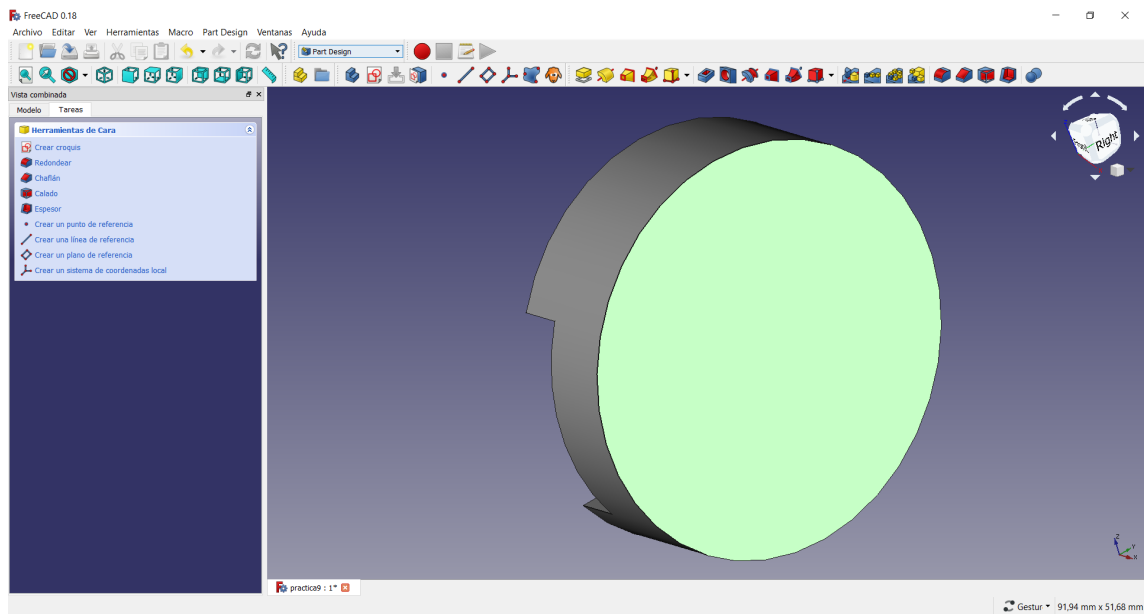 FreeCAD 0.18
Archivo Editar Ver Herramientas Macro Part Design Ventanas Ayuda
Part Design
Vista combinada
Modelo Tareas
Herramientas de Cara
Crear croquis
Redondear
Chaflán
Calado
Espesor
Crear un punto de referencia
Crear una línea de referencia
Crear un plano de referencia
Crear un sistema de coordenadas local
Right
Z
Y
X
practica9 : 1*
Gestur
91,94 mm x 51,68 mm